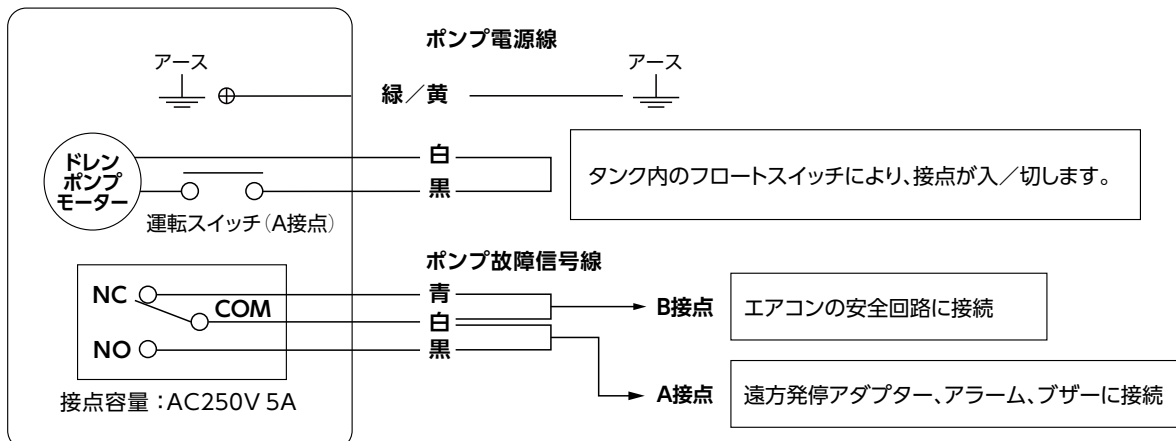 ポンプ電源線
アース
アース
緑／黄
ドレン
ポンプ
モーター
白
黒
運転スイッチ（A接点）
タンク内のフロートスイッチにより、接点が入／切します。
ポンプ故障信号線
NC
COM
NO
青
白
黒
B接点
エアコンの安全回路に接続
A接点
遠方発停アダプター、アラーム、ブザーに接続
接点容量：AC250V 5A